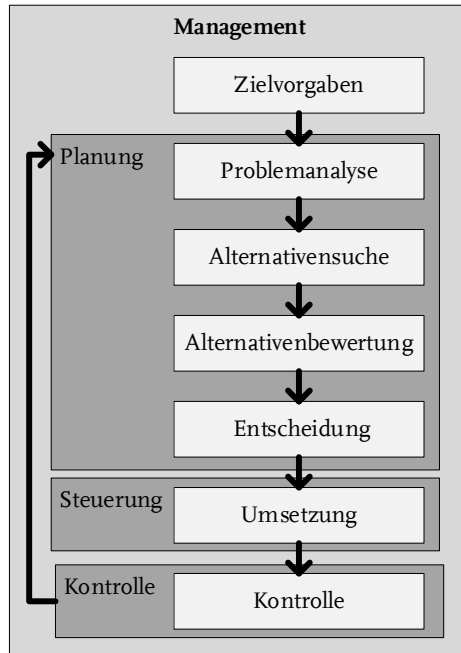 Management
Zielvorgaben
Planung
Problemanalyse
Alternativensuche
Alternativenbewertung
Entscheidung
Steuerung
Umsetzung
Kontrolle
Kontrolle